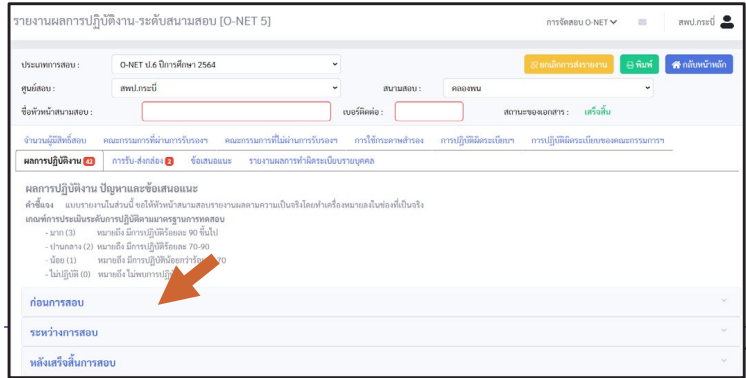 รายงานผลการปฏิบัติงาน-ระดับสนามสอบ [O-NET 5]
การจัดสอบ O-NET
สพป.กระบี่
ประเภทการสอบ :
O-NET ป.6 ปีการศึกษา 2564
ยกเลิกการส่งรายงาน
พิมพ์
กลับหน้าหลัก
ศูนย์สอบ :
สพป.กระบี่
สนามสอบ :
คลองพน
ชื่อหัวหน้าสนามสอบ :
เบอร์ติดต่อ :
สถานะของเอกสาร :
เสร็จสิ้น
จำนวนผู้มีสิทธิ์สอบ
คณะกรรมการที่ผ่านการรับรองฯ
คณะกรรมการที่ไม่ผ่านการรับรองฯ
การใช้กระดาษสำรอง
การปฏิบัติผิดระเบียบฯ
การปฏิบัติผิดระเบียบของคณะกรรมการฯ
ผลการปฏิบัติงาน 42
การรับ-ส่งกล่อง 2
ข้อเสนอแนะ
รายงานผลการทำผิดระเบียบรายบุคคล
ผลการปฏิบัติงาน ปัญหาและข้อเสนอแนะ
คำชี้แจง แบบรายงานในส่วนนี้ ขอให้หัวหน้าสนามสอบรายงานผลตามความเป็นจริงโดยทำเครื่องหมายลงในช่องที่เป็นจริง
เกณฑ์การประเมินระดับการปฏิบัติตามมาตรฐานการทดสอบ
- มาก (3) หมายถึง มีการปฏิบัติร้อยละ 90 ขึ้นไป
- ปานกลาง (2) หมายถึง มีการปฏิบัติร้อยละ 70-90
- น้อย (1) หมายถึง มีการปฏิบัติน้อยกว่าร้อยละ 70
- ไม่ปฏิบัติ (0) หมายถึง ไม่พบการปฏิบัติ
ก่อนการสอบ
ระหว่างการสอบ
หลังเสร็จสิ้นการสอบ